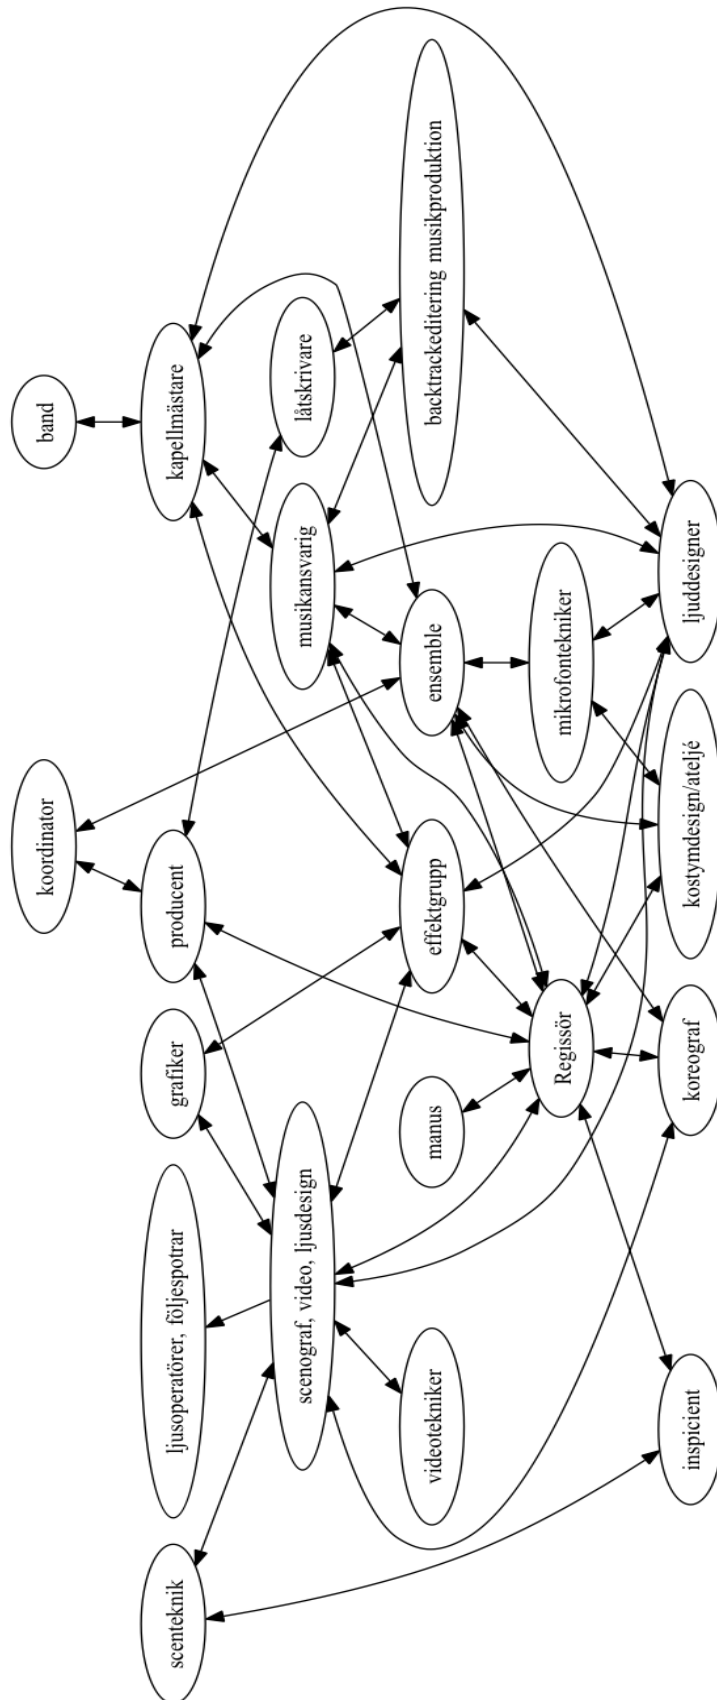 band
koordinator
kapellmästare
producent
grafiker
ljusoperatörer, följespotrar
scenteknik
låtskrivare
musikansvarig
scenograf, video, ljusdesign
backtrackeditering musikproduktion
ensemble
effektgrupp
manus
videotekniker
mikrofontekniker
Regissör
ljuddesigner
kostymdesign/ateljé
koreograf
inspicient